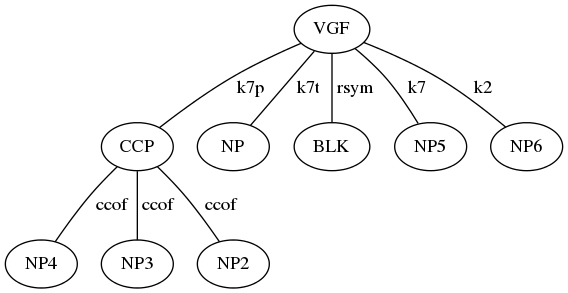 VGF
k7p
k7t
rsym
k7
k2
CCP
NP
BLK
NP5
NP6
ccof
ccof
ccof
NP4
NP3
NP2